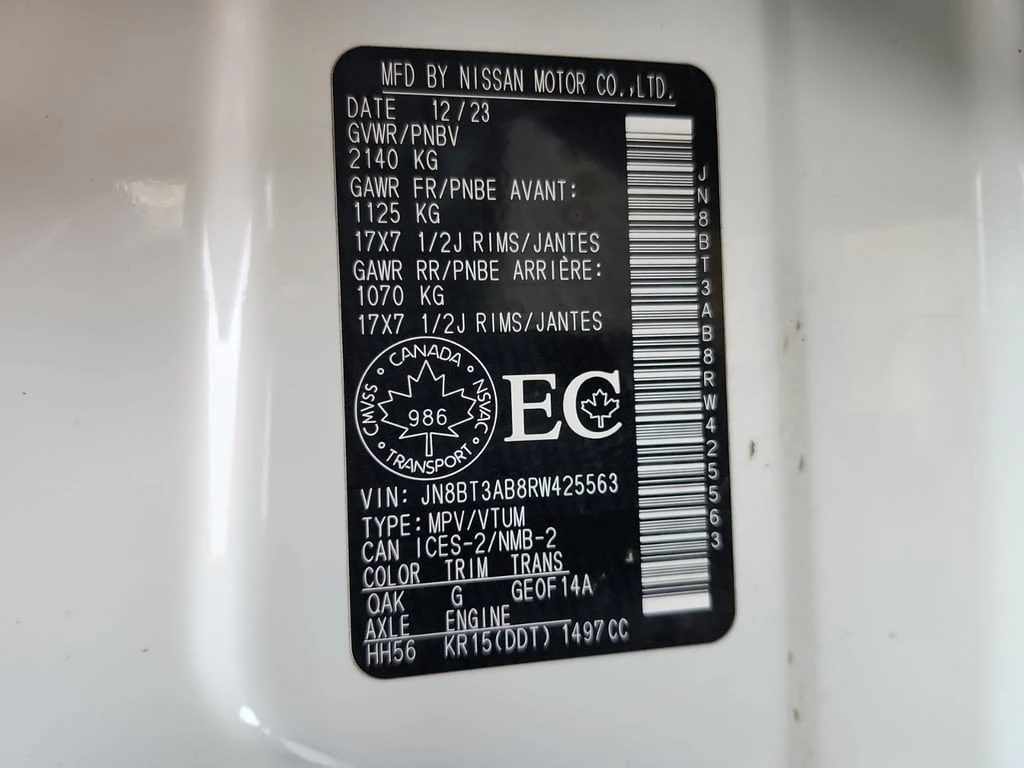 MFD BY NISSAN MOTOR CO.,LTD.
DATE 12/23
GVWR/PNBV
2140 KG
GAWR FR/PNBE AVANT:
1125 KG
17X7 1/2J RIMS/JANTES
GAWR RR/PNBE ARRIÈRE:
1070 KG
17X7 1/2J RIMS/JANTES
CANADA
CMVSS NSVAC
986
TRANSPORT
EC
VIN: JN8BT3AB8RW425563
TYPE: MPV/VTUM
CAN ICES-2/NMB-2
COLOR TRIM TRANS
QAK G GEOF14A
AXLE ENGINE
HH56 KR15(DDT) 1497CC
JN8BT3AB8RW425563